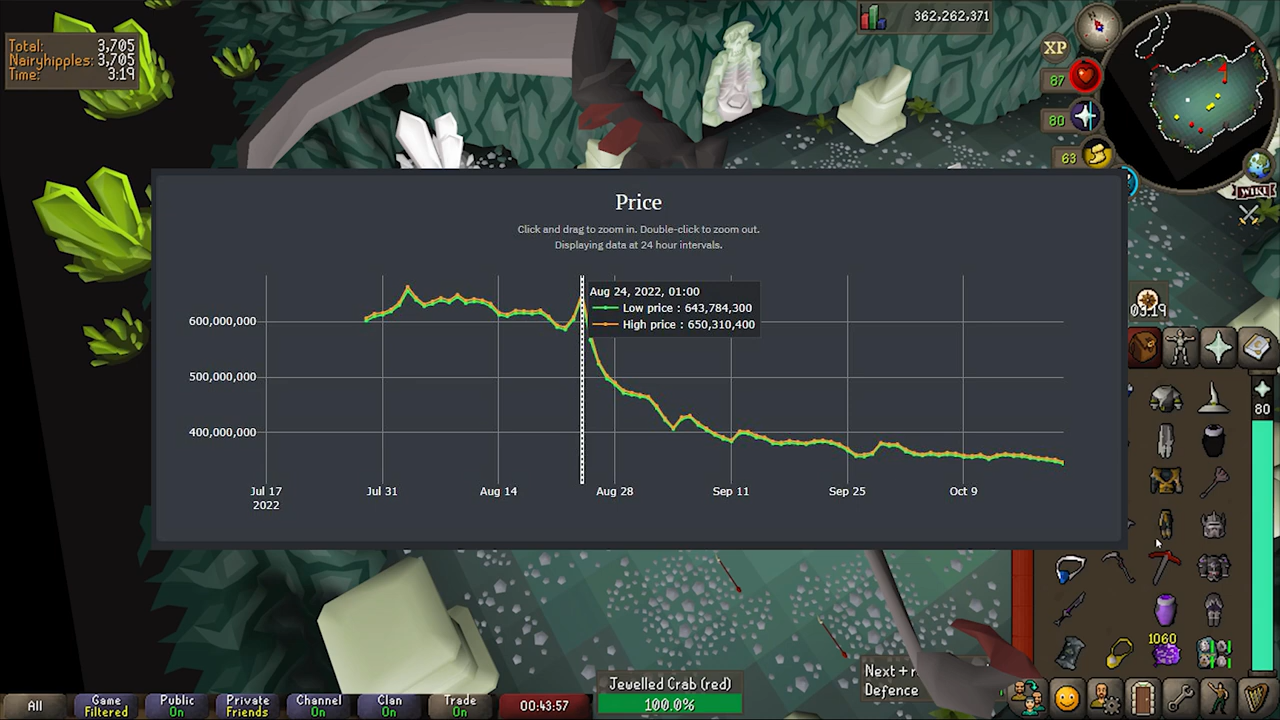 Total: 3,705
Nairyhipples: 3,705
Time: 3:19
362,262,371
XP
87
80
63
WIKI
Price
Click and drag to zoom in. Double-click to zoom out.
Displaying data at 24 hour intervals.
Aug 24, 2022, 01:00
Low price : 643,784,300
High price : 650,310,400
600,000,000
500,000,000
400,000,000
Jul 17
2022
Jul 31
Aug 14
Aug 28
Sep 11
Sep 25
Oct 9
03:19
80
1060
Jewelled Crab (red)
100.0%
Next + r
Defence
All
Game
Filtered
Public
On
Private
Friends
Channel
On
Clan
On
Trade
On
00:43:57